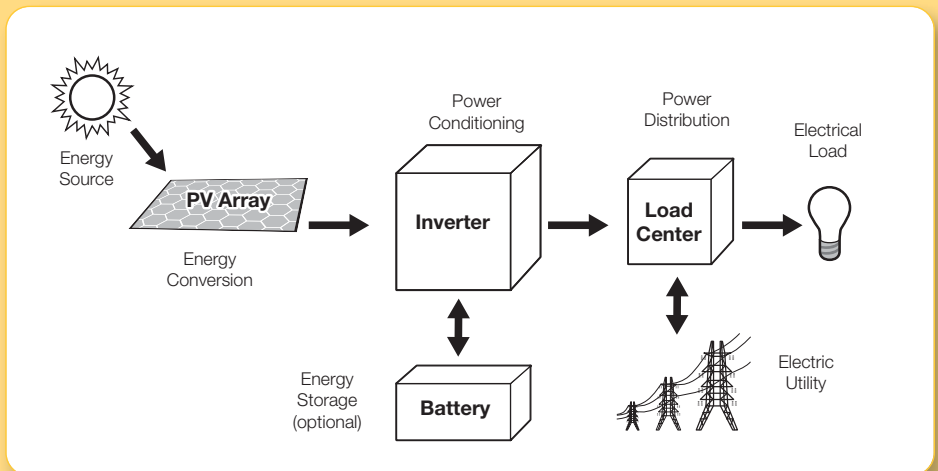 Energy
Source
PV Array
Energy
Conversion
Power
Conditioning
Inverter
Energy
Storage
(optional)
Battery
Power
Distribution
Load
Center
Electrical
Load
Electric
Utility